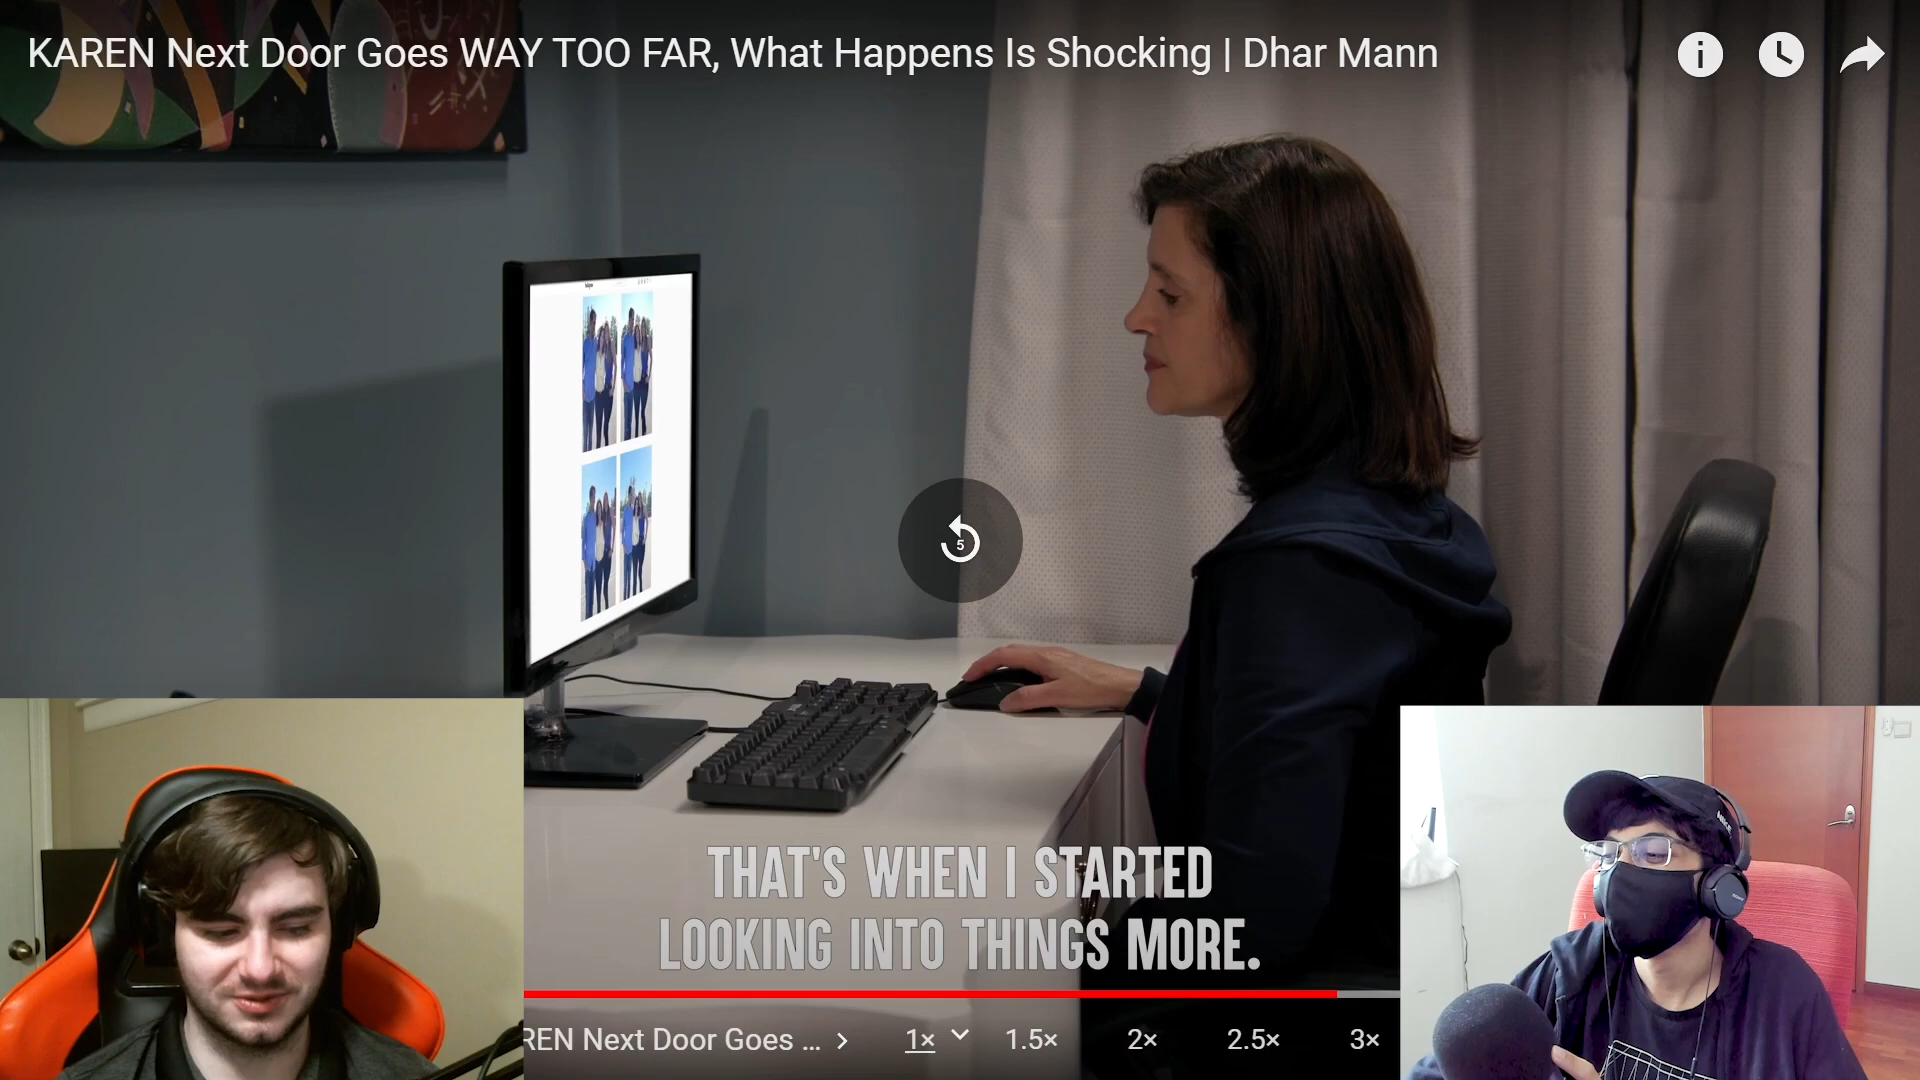 KAREN Next Door Goes WAY TOO FAR, What Happens Is Shocking | Dhar Mann
5
THAT'S WHEN I STARTED
LOOKING INTO THINGS MORE.
REN Next Door Goes ... 1× 1.5× 2× 2.5× 3×
NIKE